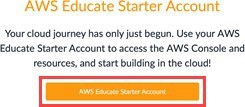 AWS Educate Starter Account
Your cloud journey has only just begun. Use your AWS
Educate Starter Account to access the AWS Console and
resources, and start building in the cloud!
AWS Educate Starter Account